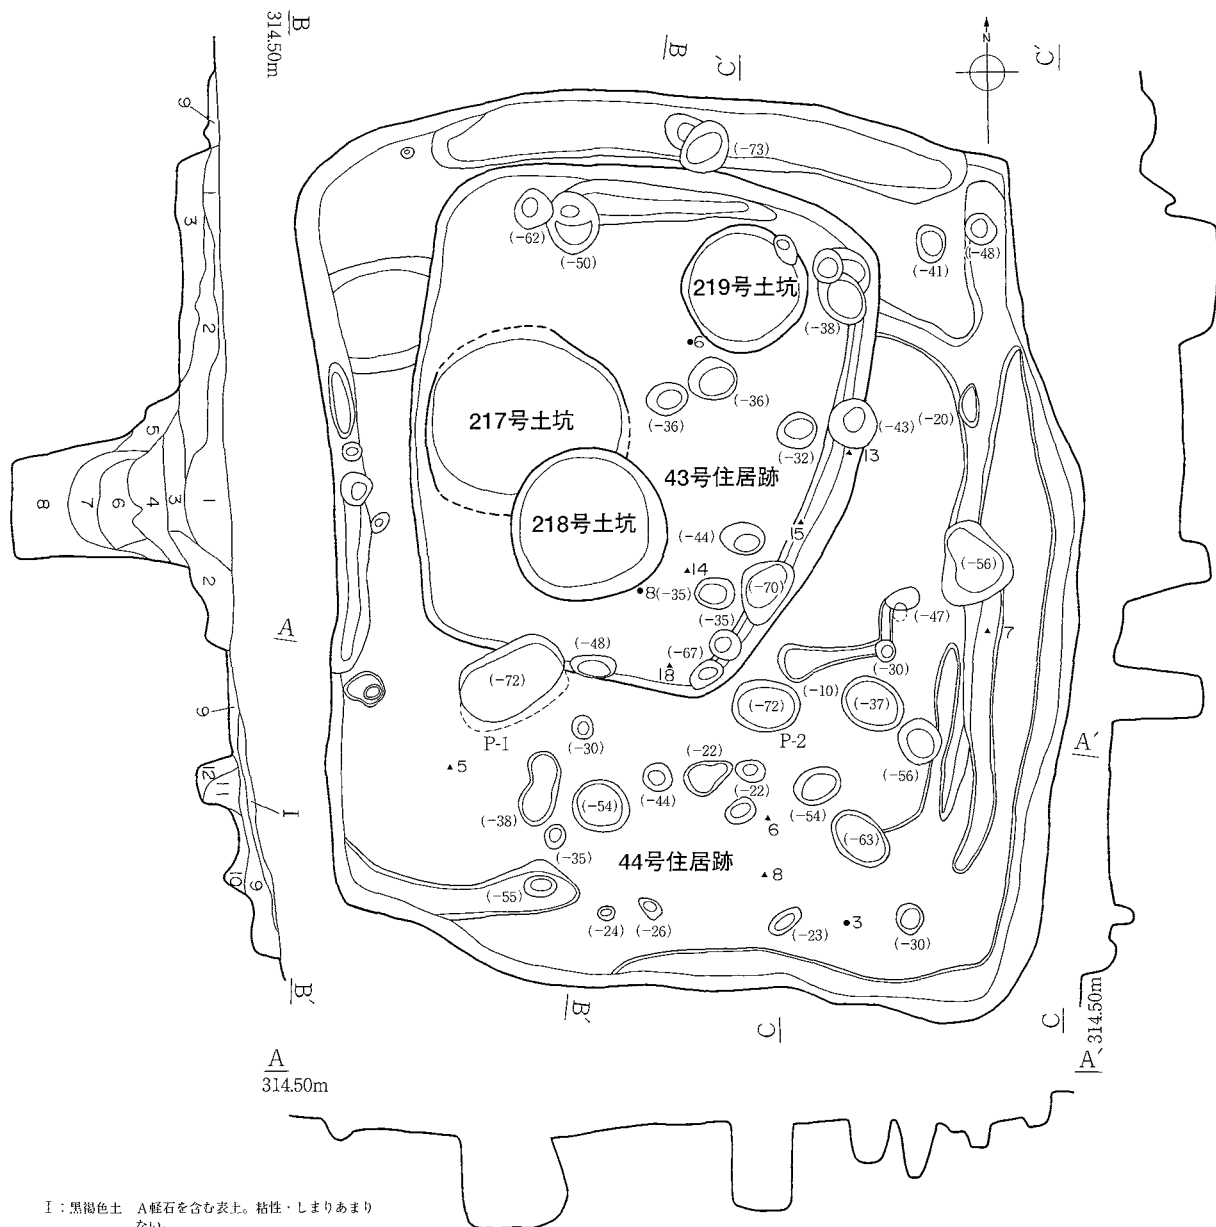 B
314.50m
B
C′
N
C′
9
(-73)
1
3
(-62)
(-50)
(-41)
(-48)
219号土坑
(-38)
2
6
(-36)
(-36)
217号土坑
(-20)
(-43)
(-32)
13
5
43号住居跡
8
7
6
4
3
1
218号土坑
15
(-44)
14
(-56)
2
8
(-35)
(-70)
(-35)
(-47)
A
7
(-48)
(-67)
18
(-30)
(-72)
(-10)
(-72)
(-37)
9
P-1
(-30)
P-2
A′
(-56)
5
(-22)
12
11
I
(-44)
(-22)
(-54)
(-54)
(-38)
6
(-63)
(-35)
44号住居跡
8
10
9
(-55)
(-24)
(-26)
(-23)
3
(-30)
B′
B′
C
C
314.50m
A
314.50m
A′
I：黒褐色土　A軽石を含む表土。粘性・しまりあまり
ない。